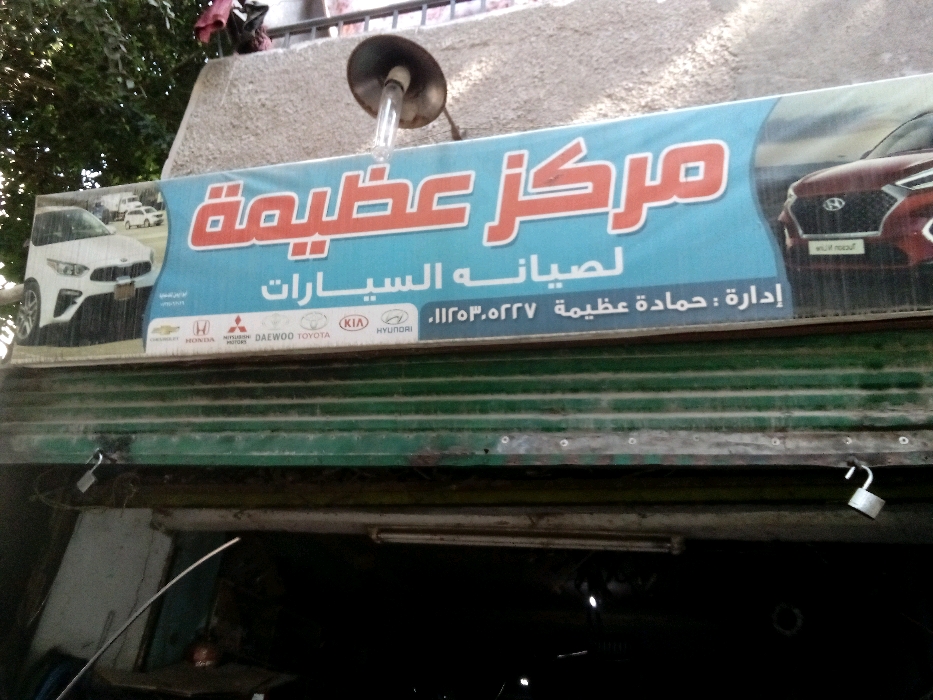 مركز عظيمة
لصيانه السيارات
إدارة : حمادة عظيمة ٠١١٢٥٣٠٥٢٢٧
HYUNDAI
KIA
TOYOTA
DAEWOO
MITSUBISHI MOTORS
HONDA
CHEVROLET